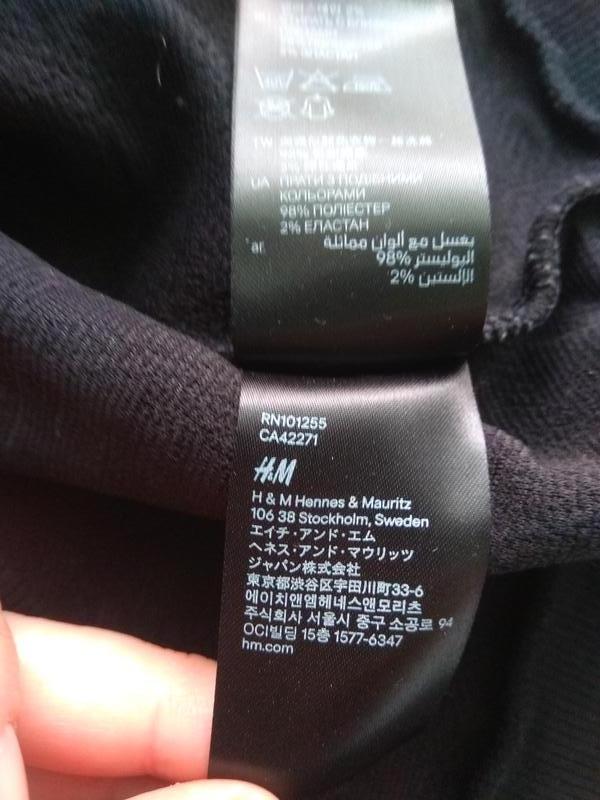 TW
UA ПРАТИ З ПОДІБНИМИ
КОЛЬОРАМИ
98% ПОЛІЕСТЕР
2% ЕЛАСТАН
ar يغسل مع ألوان مماثلة
البوليستر 98%
الإلستين 2%
RN101255
CA42271
H&M
H & M Hennes & Mauritz
106 38 Stockholm, Sweden
エイチ・アンド・エム
ヘネス・アンド・マウリッツ
ジャパン株式会社
東京都渋谷区宇田川町33-6
에이치앤엠헤네스앤모리츠
주식회사 서울시 중구 소공로 94
OCI빌딩 15층 1577-6347
hm.com